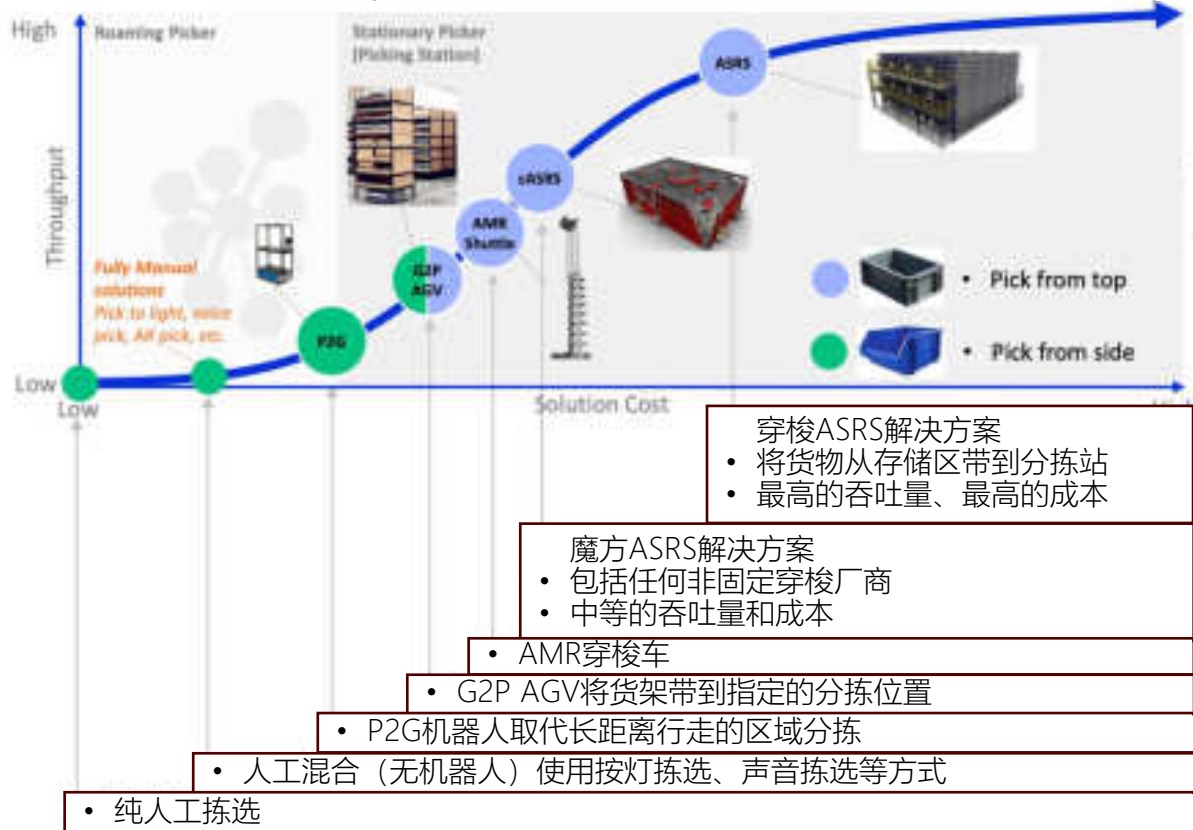 High
Roaming Picker
Stationary Picker
(Picking Station)
ASRS
Throughput
cASRS
AMR
Shuttle
G2P
AGV
Fully Manual
solutions
Pick to light, voice
pick, AR pick, etc.
P2G
• Pick from top
• Pick from side
Low
Low
Solution Cost
穿梭ASRS解决方案
• 将货物从存储区带到分拣站
• 最高的吞吐量、最高的成本
魔方ASRS解决方案
• 包括任何非固定穿梭厂商
• 中等的吞吐量和成本
• AMR穿梭车
• G2P AGV将货架带到指定的分拣位置
• P2G机器人取代长距离行走的区域分拣
• 人工混合（无机器人）使用按灯拣选、声音拣选等方式
• 纯人工拣选